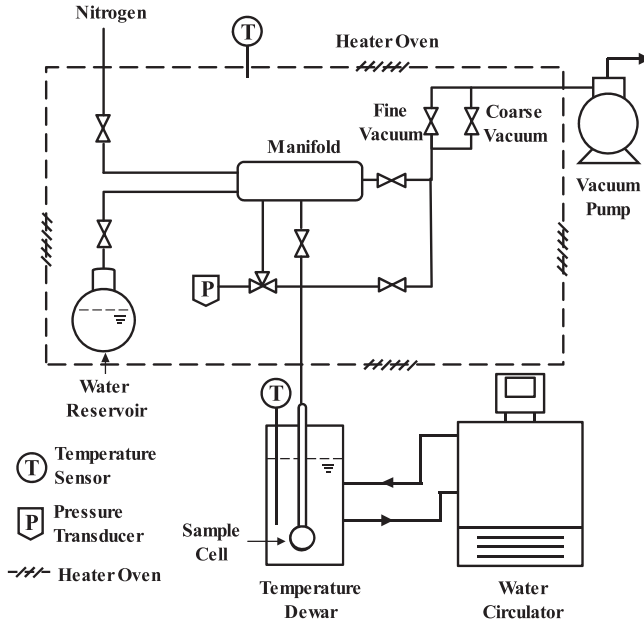 Nitrogen
T
Heater Oven
Fine
Vacuum
Coarse
Vacuum
Manifold
Vacuum
Pump
P
Water
Reservoir
T
T
Temperature
Sensor
P
Pressure
Transducer
Sample
Cell
Heater Oven
Temperature
Dewar
Water
Circulator